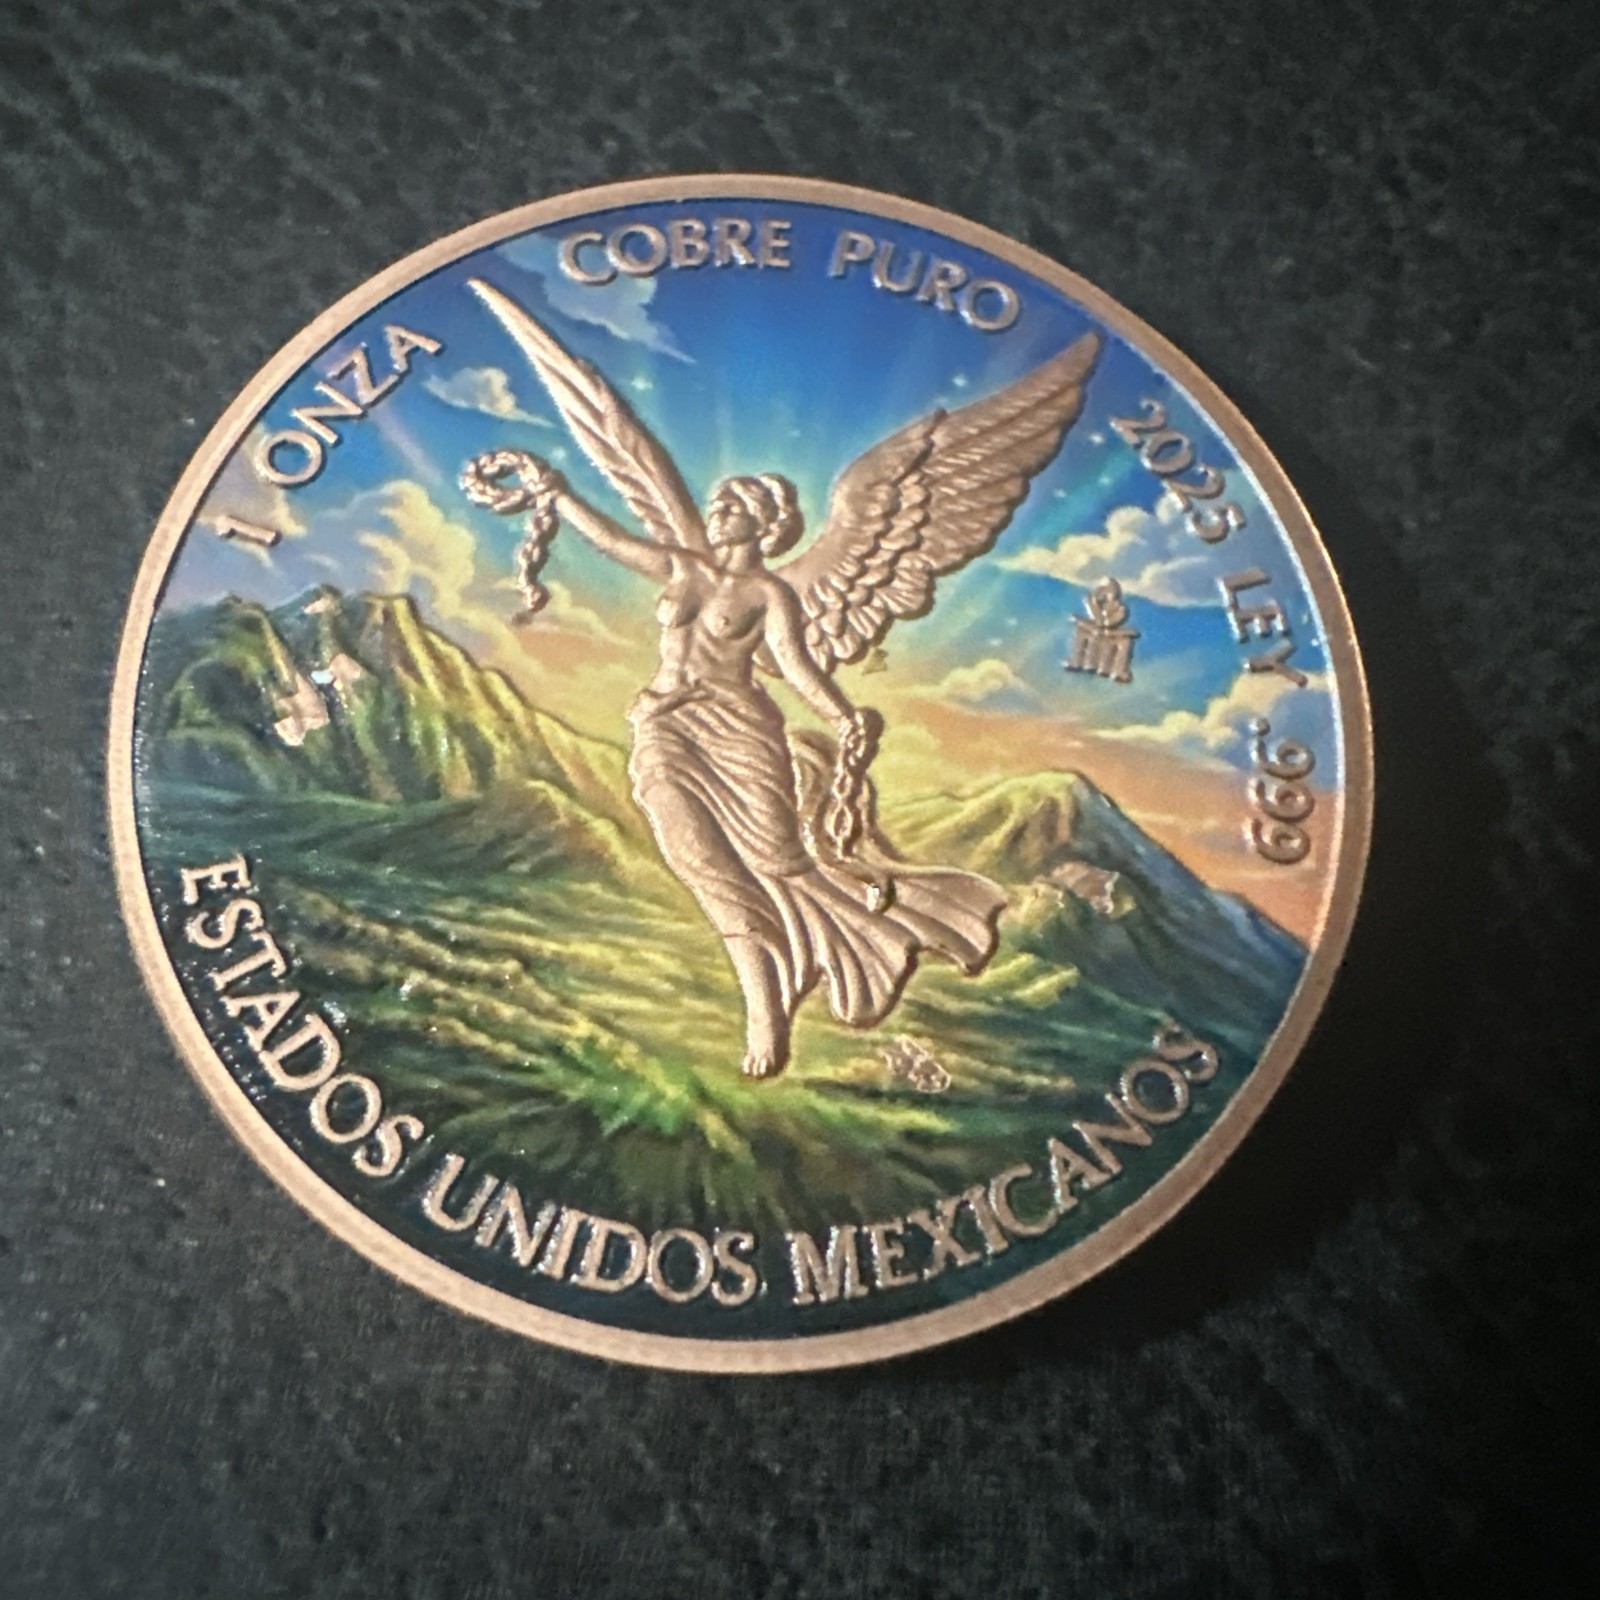 1 ONZA COBRE PURO 2025 LEY .999
ESTADOS UNIDOS MEXICANOS